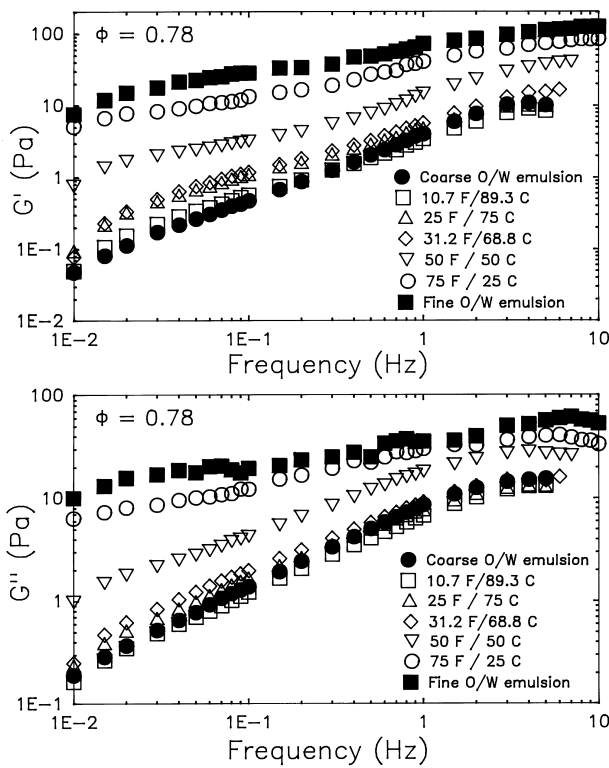 ϕ = 0.78
100
10
1
1E−1
1E−2
G' (Pa)
Coarse O/W emulsion
10.7 F/89.3 C
25 F / 75 C
31.2 F/68.8 C
50 F / 50 C
75 F / 25 C
Fine O/W emulsion
1E−2 1E−1 1 10
Frequency (Hz)
ϕ = 0.78
100
10
1
1E−1
G'' (Pa)
Coarse O/W emulsion
10.7 F/89.3 C
25 F / 75 C
31.2 F/68.8 C
50 F / 50 C
75 F / 25 C
Fine O/W emulsion
1E−2 1E−1 1 10
Frequency (Hz)